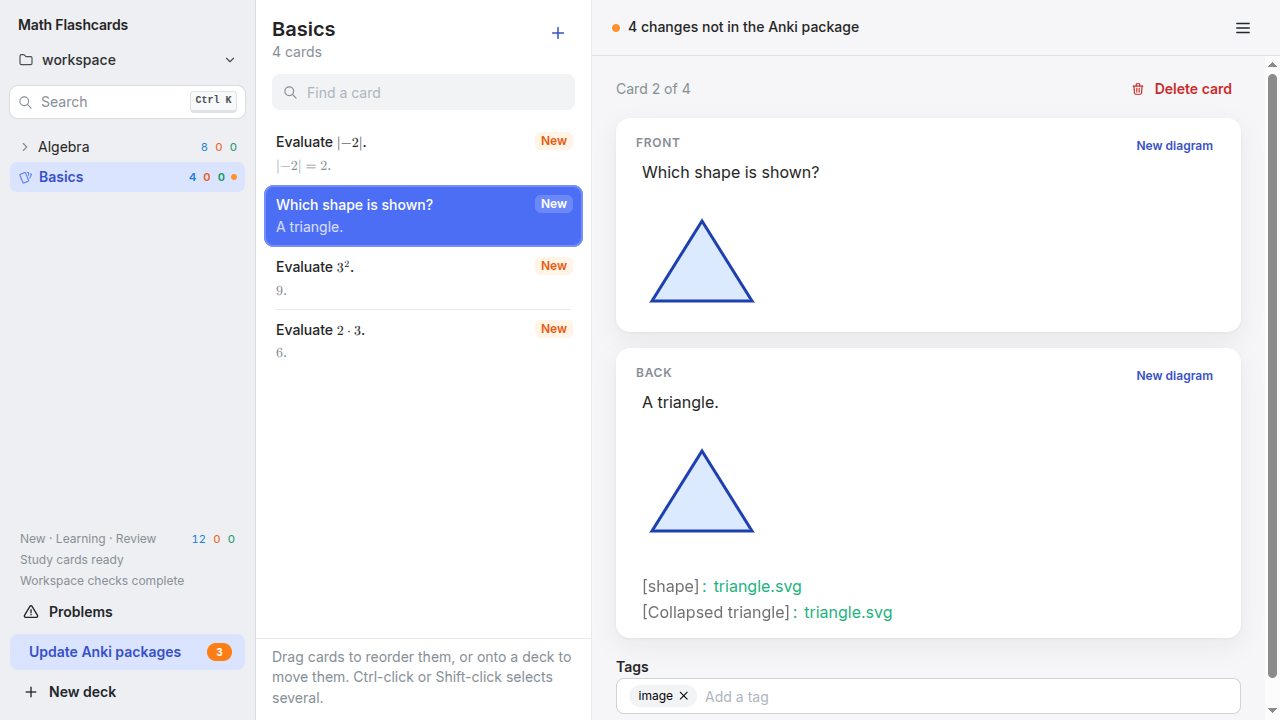 Math Flashcards
workspace
Search
Ctrl K
Algebra 8 0 0
Basics 4 0 0
New · Learning · Review 12 0 0
Study cards ready
Workspace checks complete
Problems
Update Anki packages 3
New deck
Basics
4 cards
Find a card
Evaluate |−2|. New
|−2| = 2.
Which shape is shown? New
A triangle.
Evaluate 3². New
9.
Evaluate 2 · 3. New
6.
Drag cards to reorder them, or onto a deck to
move them. Ctrl-click or Shift-click selects
several.
4 changes not in the Anki package
Card 2 of 4
Delete card
FRONT
New diagram
Which shape is shown?
BACK
New diagram
A triangle.
[shape]: triangle.svg
[Collapsed triangle]: triangle.svg
Tags
image
Add a tag